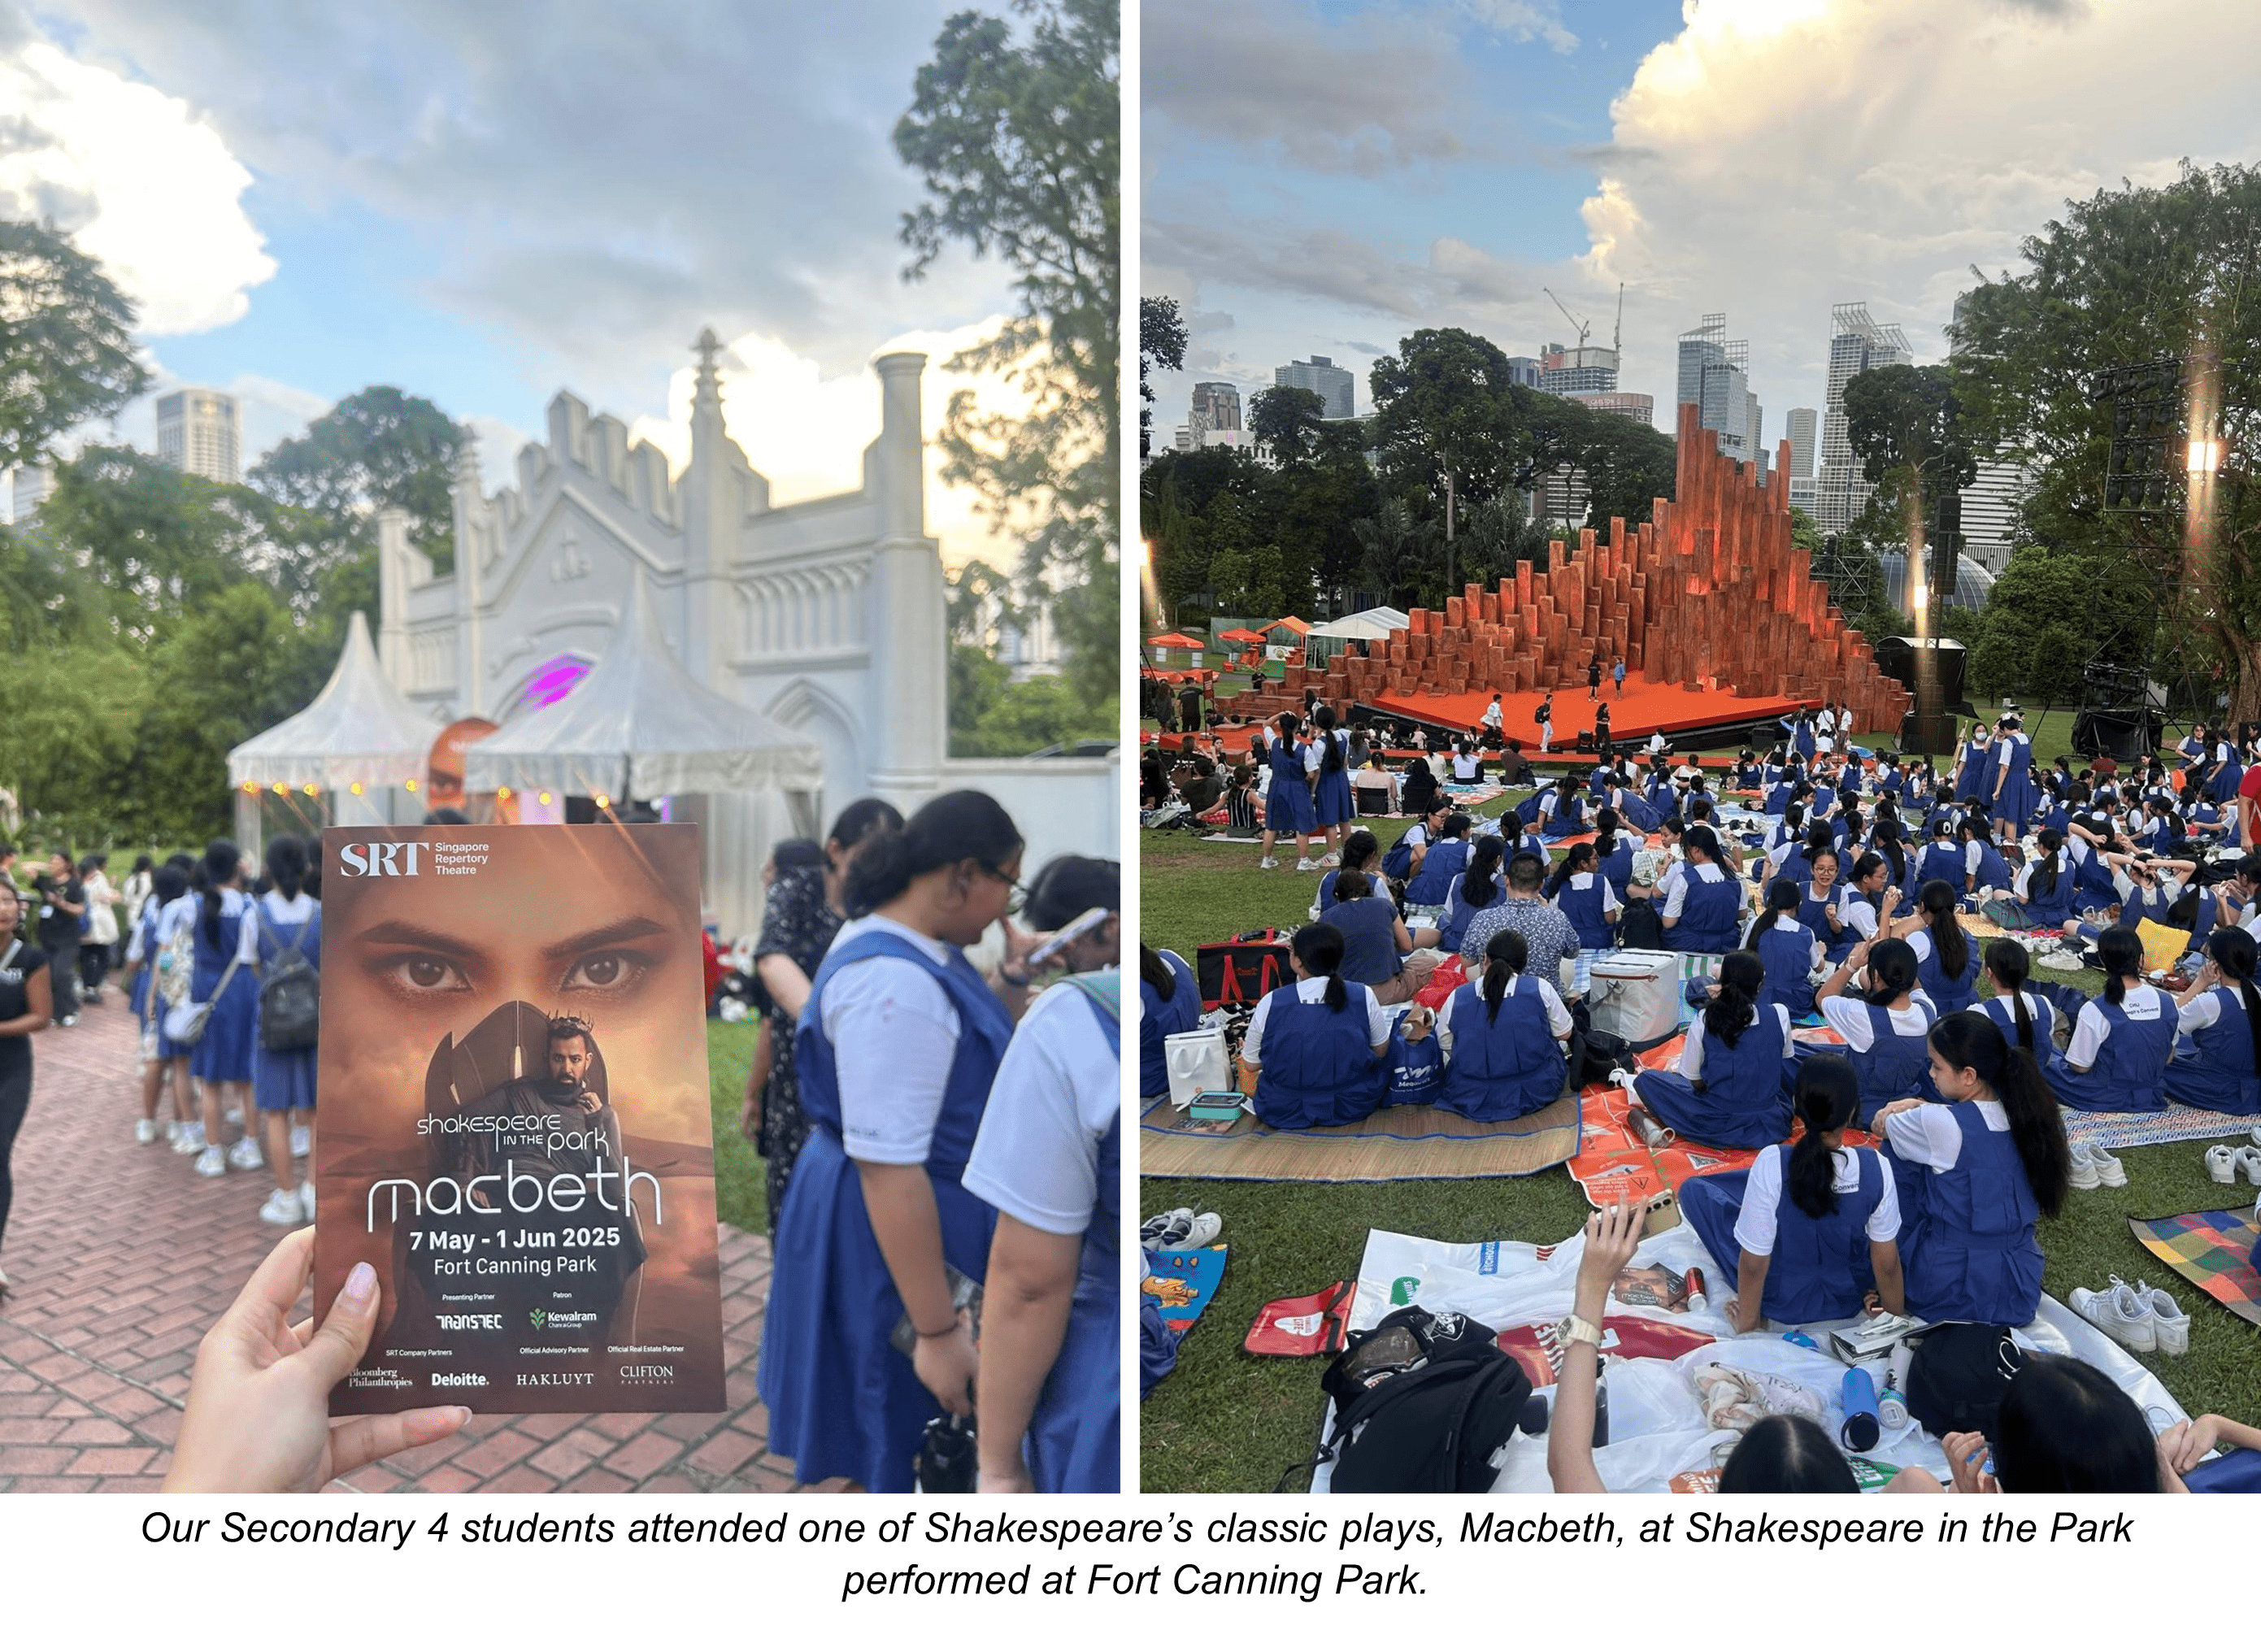 SRT
Singapore
Repertory
Theatre
shakespeare
IN THE park
macbeth
7 May - 1 Jun 2025
Fort Canning Park
Presenting Partner
Patron
TRANSTEC
Kewalram
Chanrai Group
SRT Company Partners
Official Advisory Partner
Official Real Estate Partner
Bloomberg
Philanthropies
Deloitte.
HAKLUYT
CLIFTON
PARTNERS
Our Secondary 4 students attended one of Shakespeare's classic plays, Macbeth, at Shakespeare in the Park
performed at Fort Canning Park.